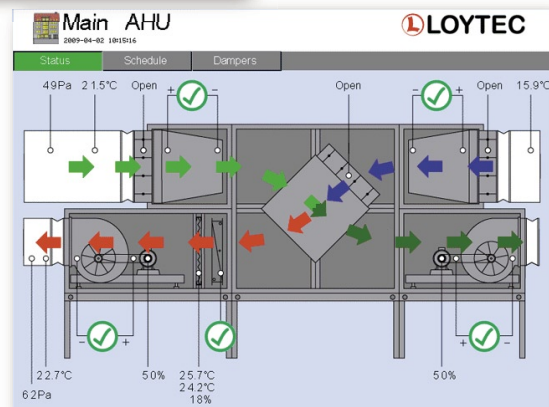 Main AHU
LOYTEC
2009-04-02 10:15:16
Status Schedule Dampers
49Pa 21.5°C Open + - Open - + Open 15.9°C
- + + -
22.7°C 50% 25.7°C 50%
24.2°C
62Pa 18%